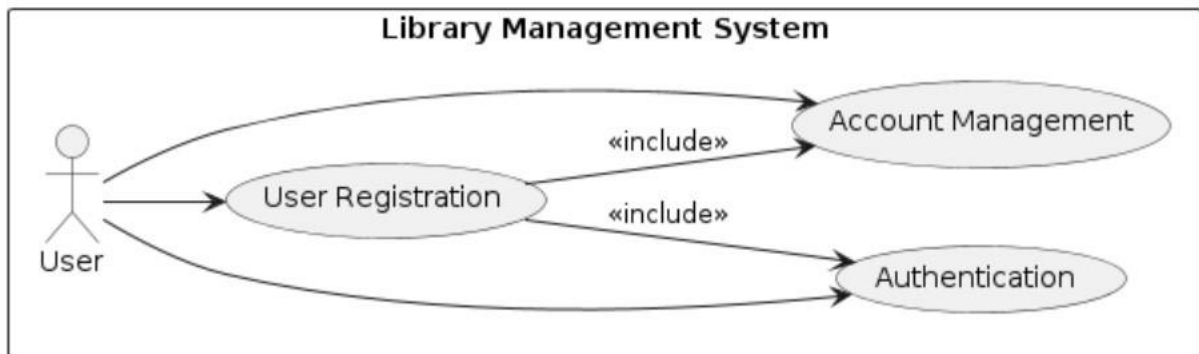 Library Management System
Account Management
«include»
User Registration
«include»
User
Authentication